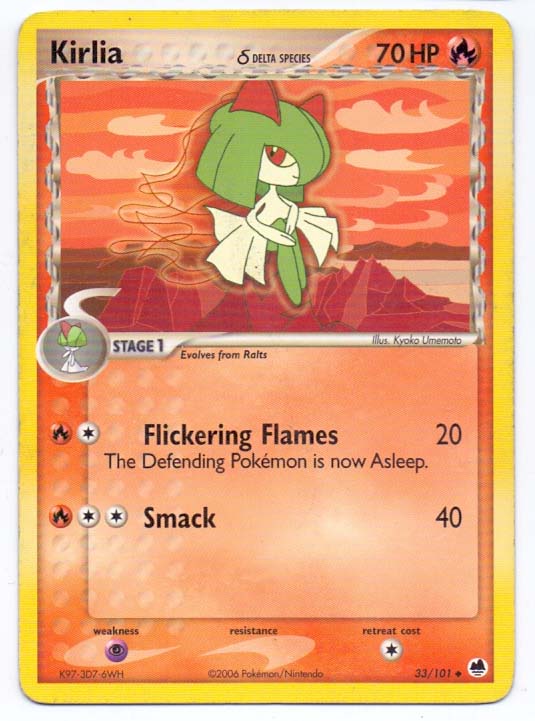 Kirlia δ DELTA SPECIES 70 HP
Illus. Kyoko Umemoto
STAGE 1
Evolves from Ralts
Flickering Flames 20
The Defending Pokémon is now Asleep.
Smack 40
weakness resistance retreat cost
K97-3D7-6WH ©2006 Pokémon/Nintendo 33/101